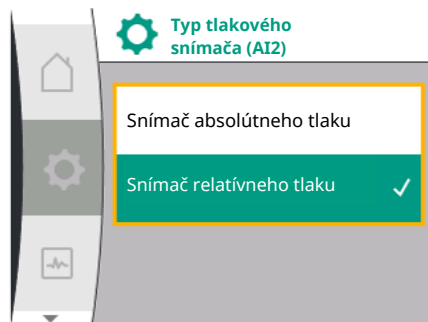 Typ tlakového
snímača (AI2)
Snímač absolútneho tlaku
Snímač relatívneho tlaku